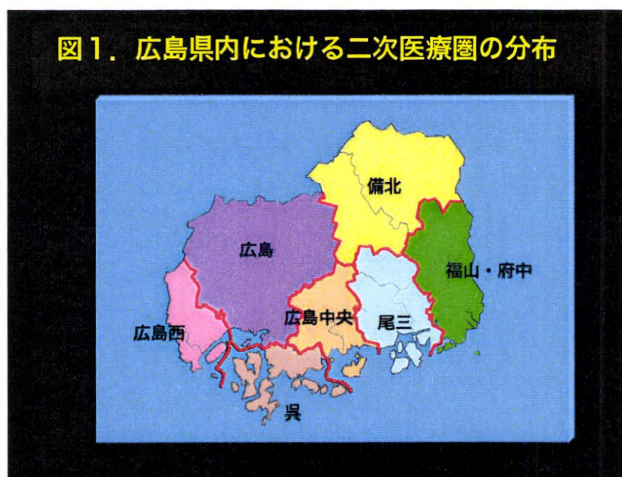 図1．広島県内における二次医療圏の分布
備北
広島
福山・府中
広島中央
尾三
広島西
呉